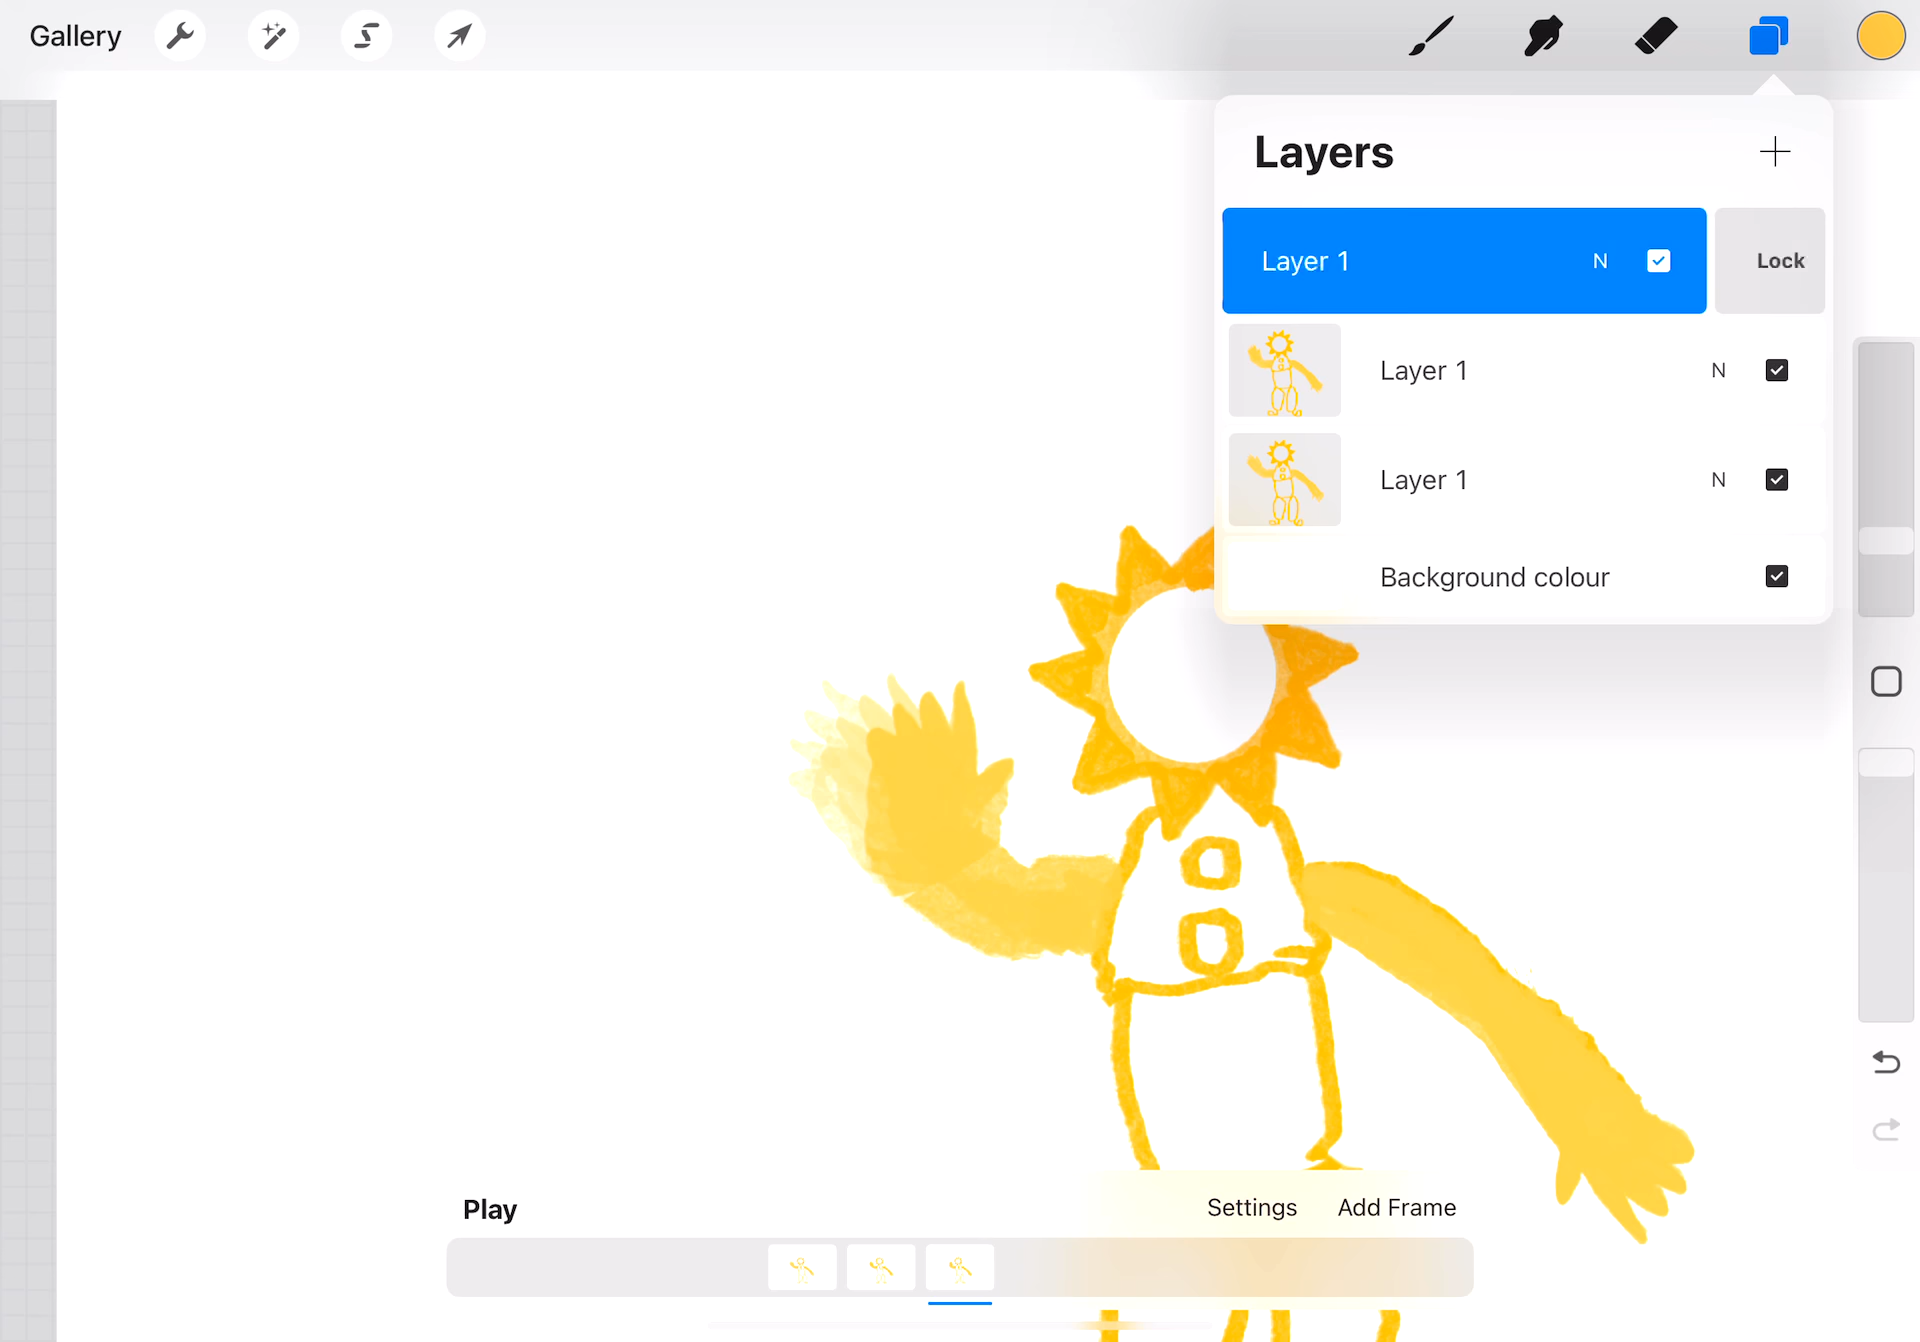 Gallery
Layers
Layer 1 N Lock
Layer 1 N
Layer 1 N
Background colour
Play Settings Add Frame